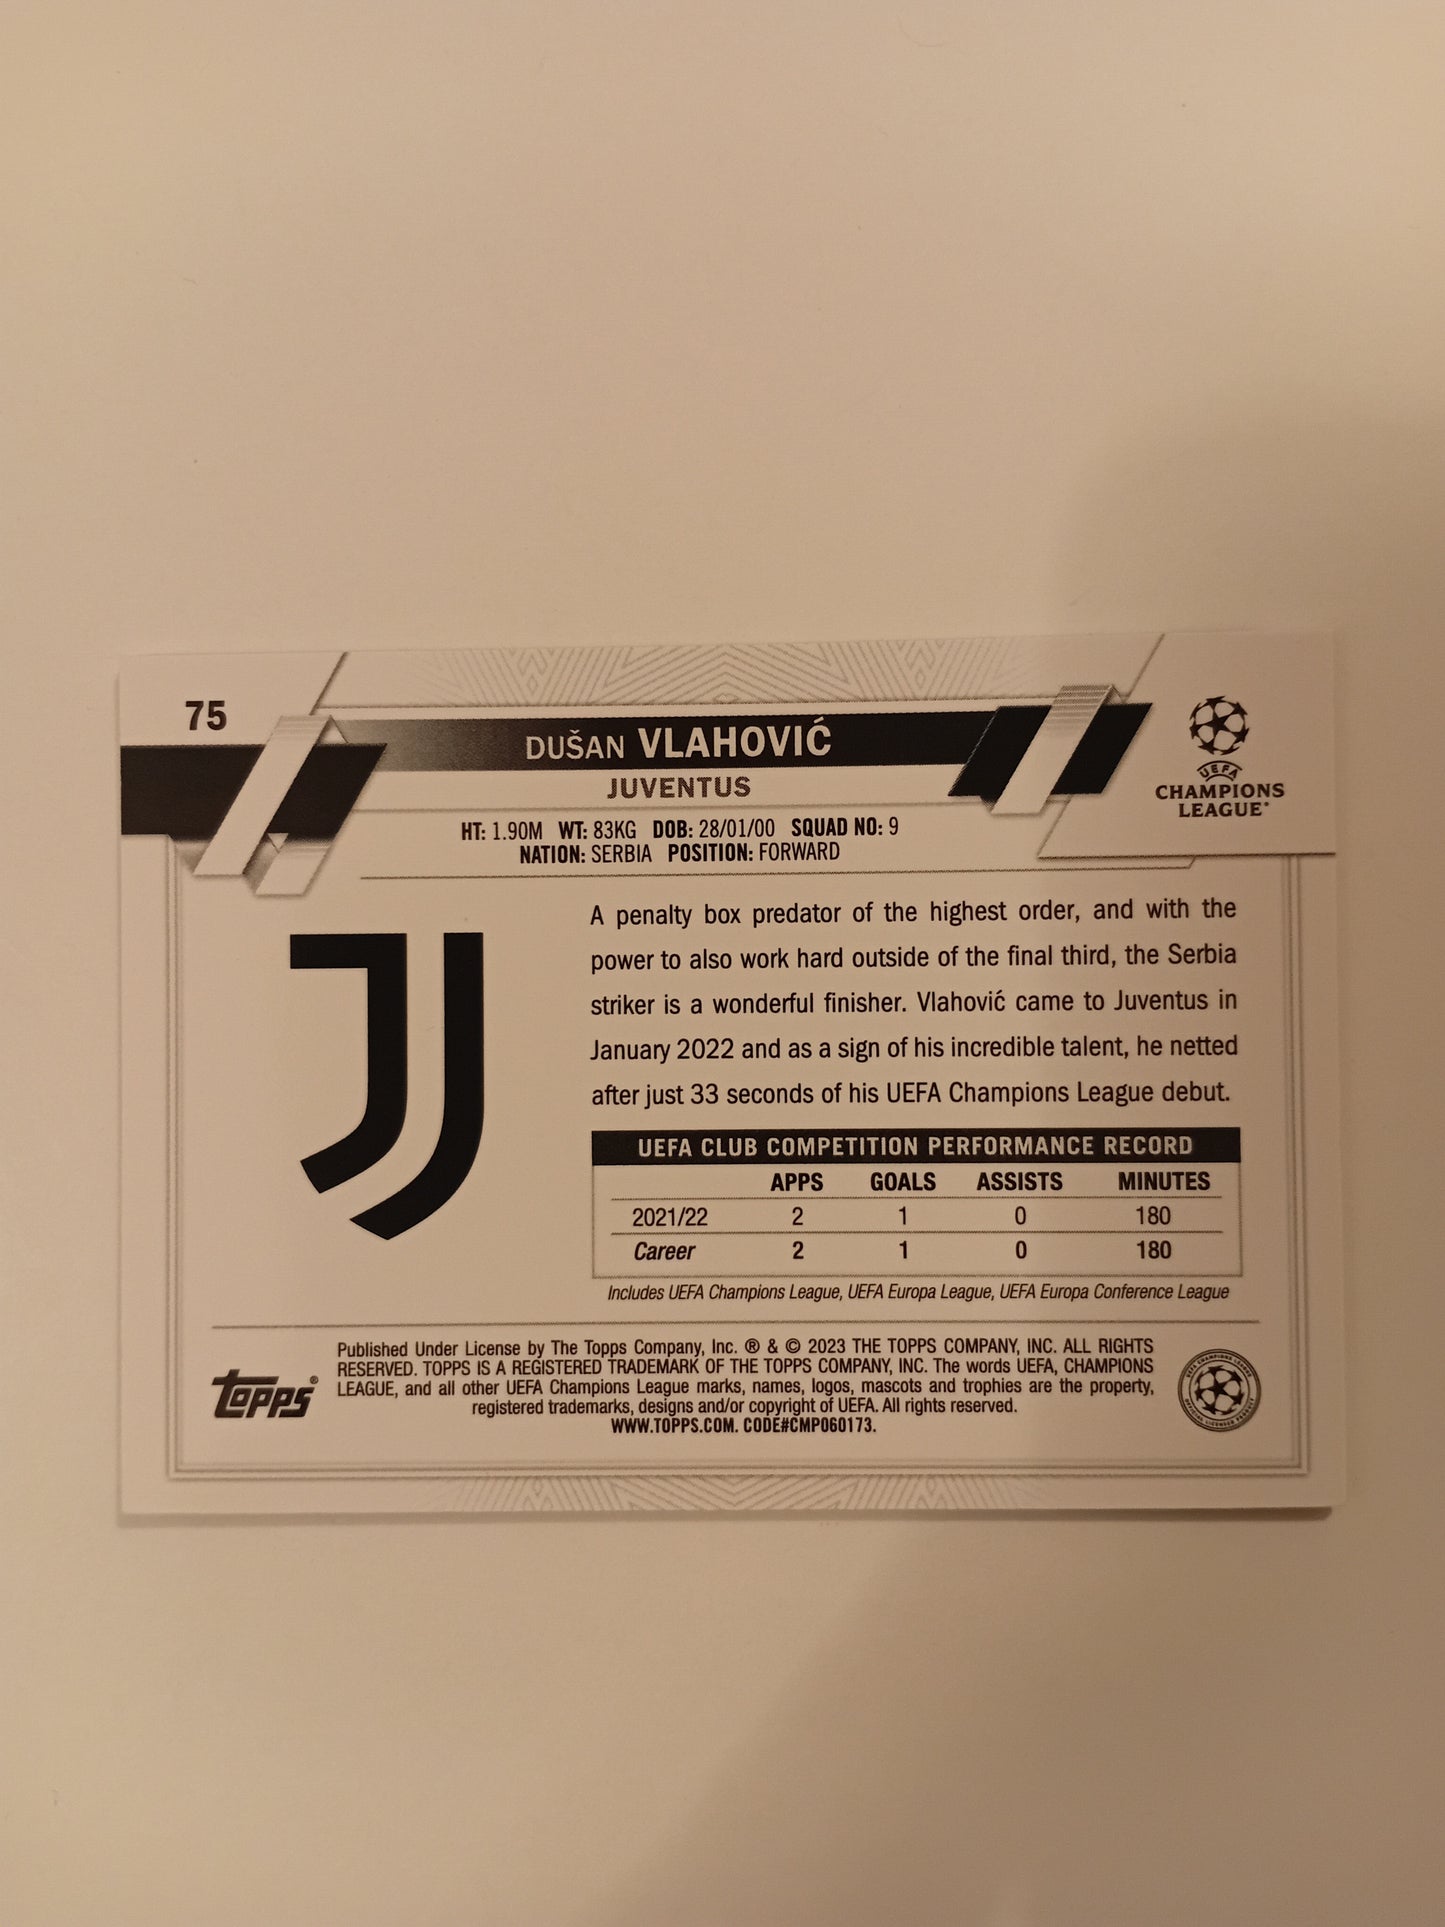 75
DUŠAN VLAHOVIĆ
JUVENTUS
UEFA
CHAMPIONS
LEAGUE®
HT: 1.90M WT: 83KG DOB: 28/01/00 SQUAD NO: 9
NATION: SERBIA POSITION: FORWARD
A penalty box predator of the highest order, and with the
power to also work hard outside of the final third, the Serbia
striker is a wonderful finisher. Vlahović came to Juventus in
January 2022 and as a sign of his incredible talent, he netted
after just 33 seconds of his UEFA Champions League debut.
UEFA CLUB COMPETITION PERFORMANCE RECORD
APPS GOALS ASSISTS MINUTES
2021/22 2 1 0 180
Career 2 1 0 180
Includes UEFA Champions League, UEFA Europa League, UEFA Europa Conference League
Topps®
Published Under License by The Topps Company, Inc. ® & © 2023 THE TOPPS COMPANY, INC. ALL RIGHTS
RESERVED. TOPPS IS A REGISTERED TRADEMARK OF THE TOPPS COMPANY, INC. The words UEFA, CHAMPIONS
LEAGUE, and all other UEFA Champions League marks, names, logos, mascots and trophies are the property,
registered trademarks, designs and/or copyright of UEFA. All rights reserved.
WWW.TOPPS.COM. CODE#CMP060173.
UEFA CHAMPIONS LEAGUE
OFFICIAL LICENSED PRODUCT